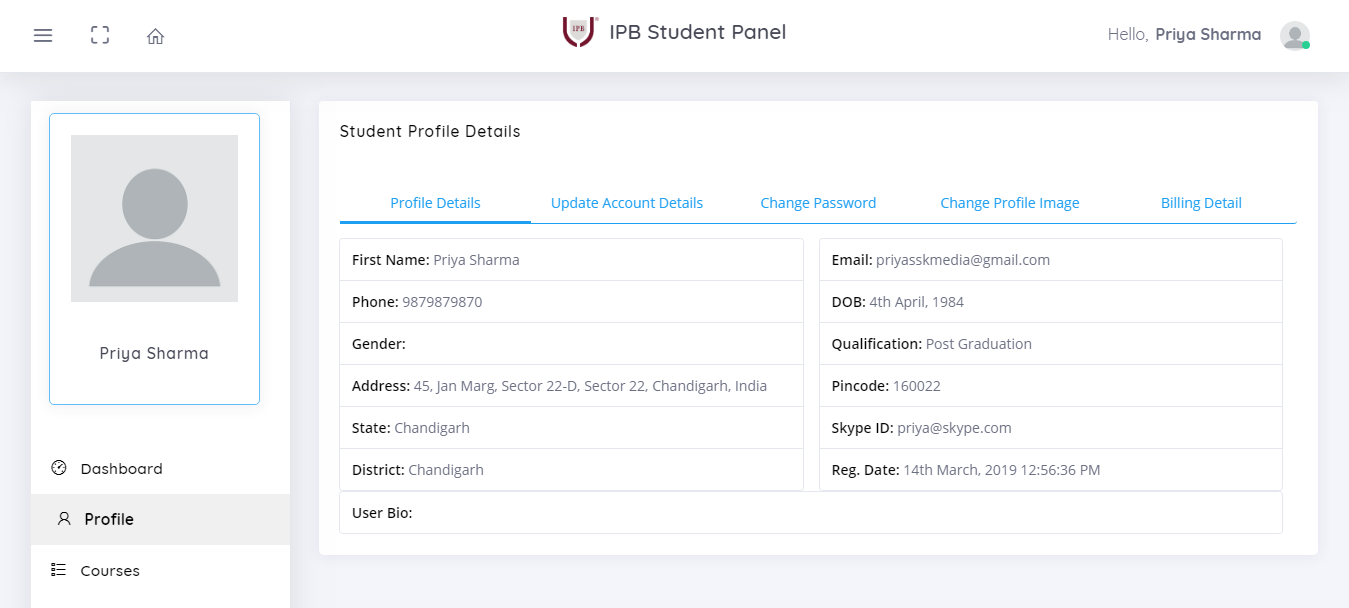 IPB
IPB Student Panel
Hello, Priya Sharma
Priya Sharma
Dashboard
Profile
Courses
Student Profile Details
Profile Details
Update Account Details
Change Password
Change Profile Image
Billing Detail
First Name: Priya Sharma
Email: priyasskmedia@gmail.com
Phone: 9879879870
DOB: 4th April, 1984
Gender:
Qualification: Post Graduation
Address: 45, Jan Marg, Sector 22-D, Sector 22, Chandigarh, India
Pincode: 160022
State: Chandigarh
Skype ID: priya@skype.com
District: Chandigarh
Reg. Date: 14th March, 2019 12:56:36 PM
User Bio: